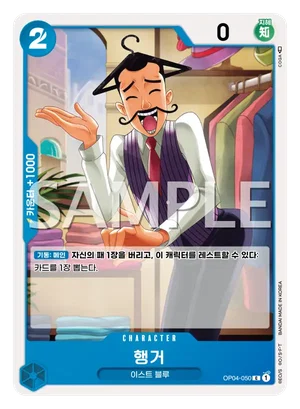 2
0
지혜
知
P003
카운터 +1000
SAMPLE
기동: 메인 자신의 패 1장을 버리고, 이 캐릭터를 레스트할 수 있다:
카드를 1장 뽑는다.
CHARACTER
행거
이스트 블루
OP04-050 C 1
BANDAI MADE IN KOREA